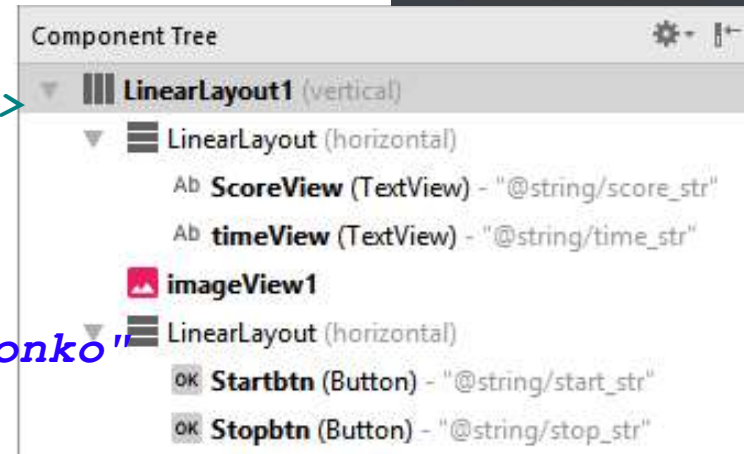 Component Tree
>
LinearLayout1 (vertical)
LinearLayout (horizontal)
Ab ScoreView (TextView) - "@string/score_str"
Ab timeView (TextView) - "@string/time_str"
imageView1
onko"
LinearLayout (horizontal)
OK Startbtn (Button) - "@string/start_str"
OK Stopbtn (Button) - "@string/stop_str"